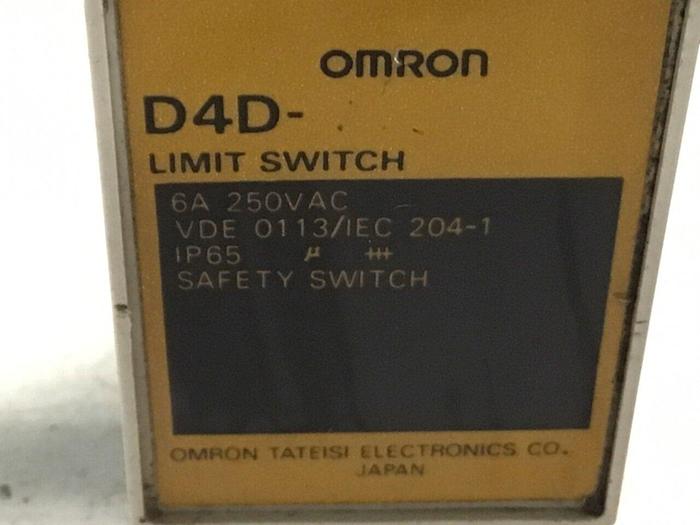 OMRON
D4D-
LIMIT SWITCH
6A 250VAC
VDE 0113/IEC 204-1
IP65 µ
SAFETY SWITCH
OMRON TATEISI ELECTRONICS CO.
JAPAN